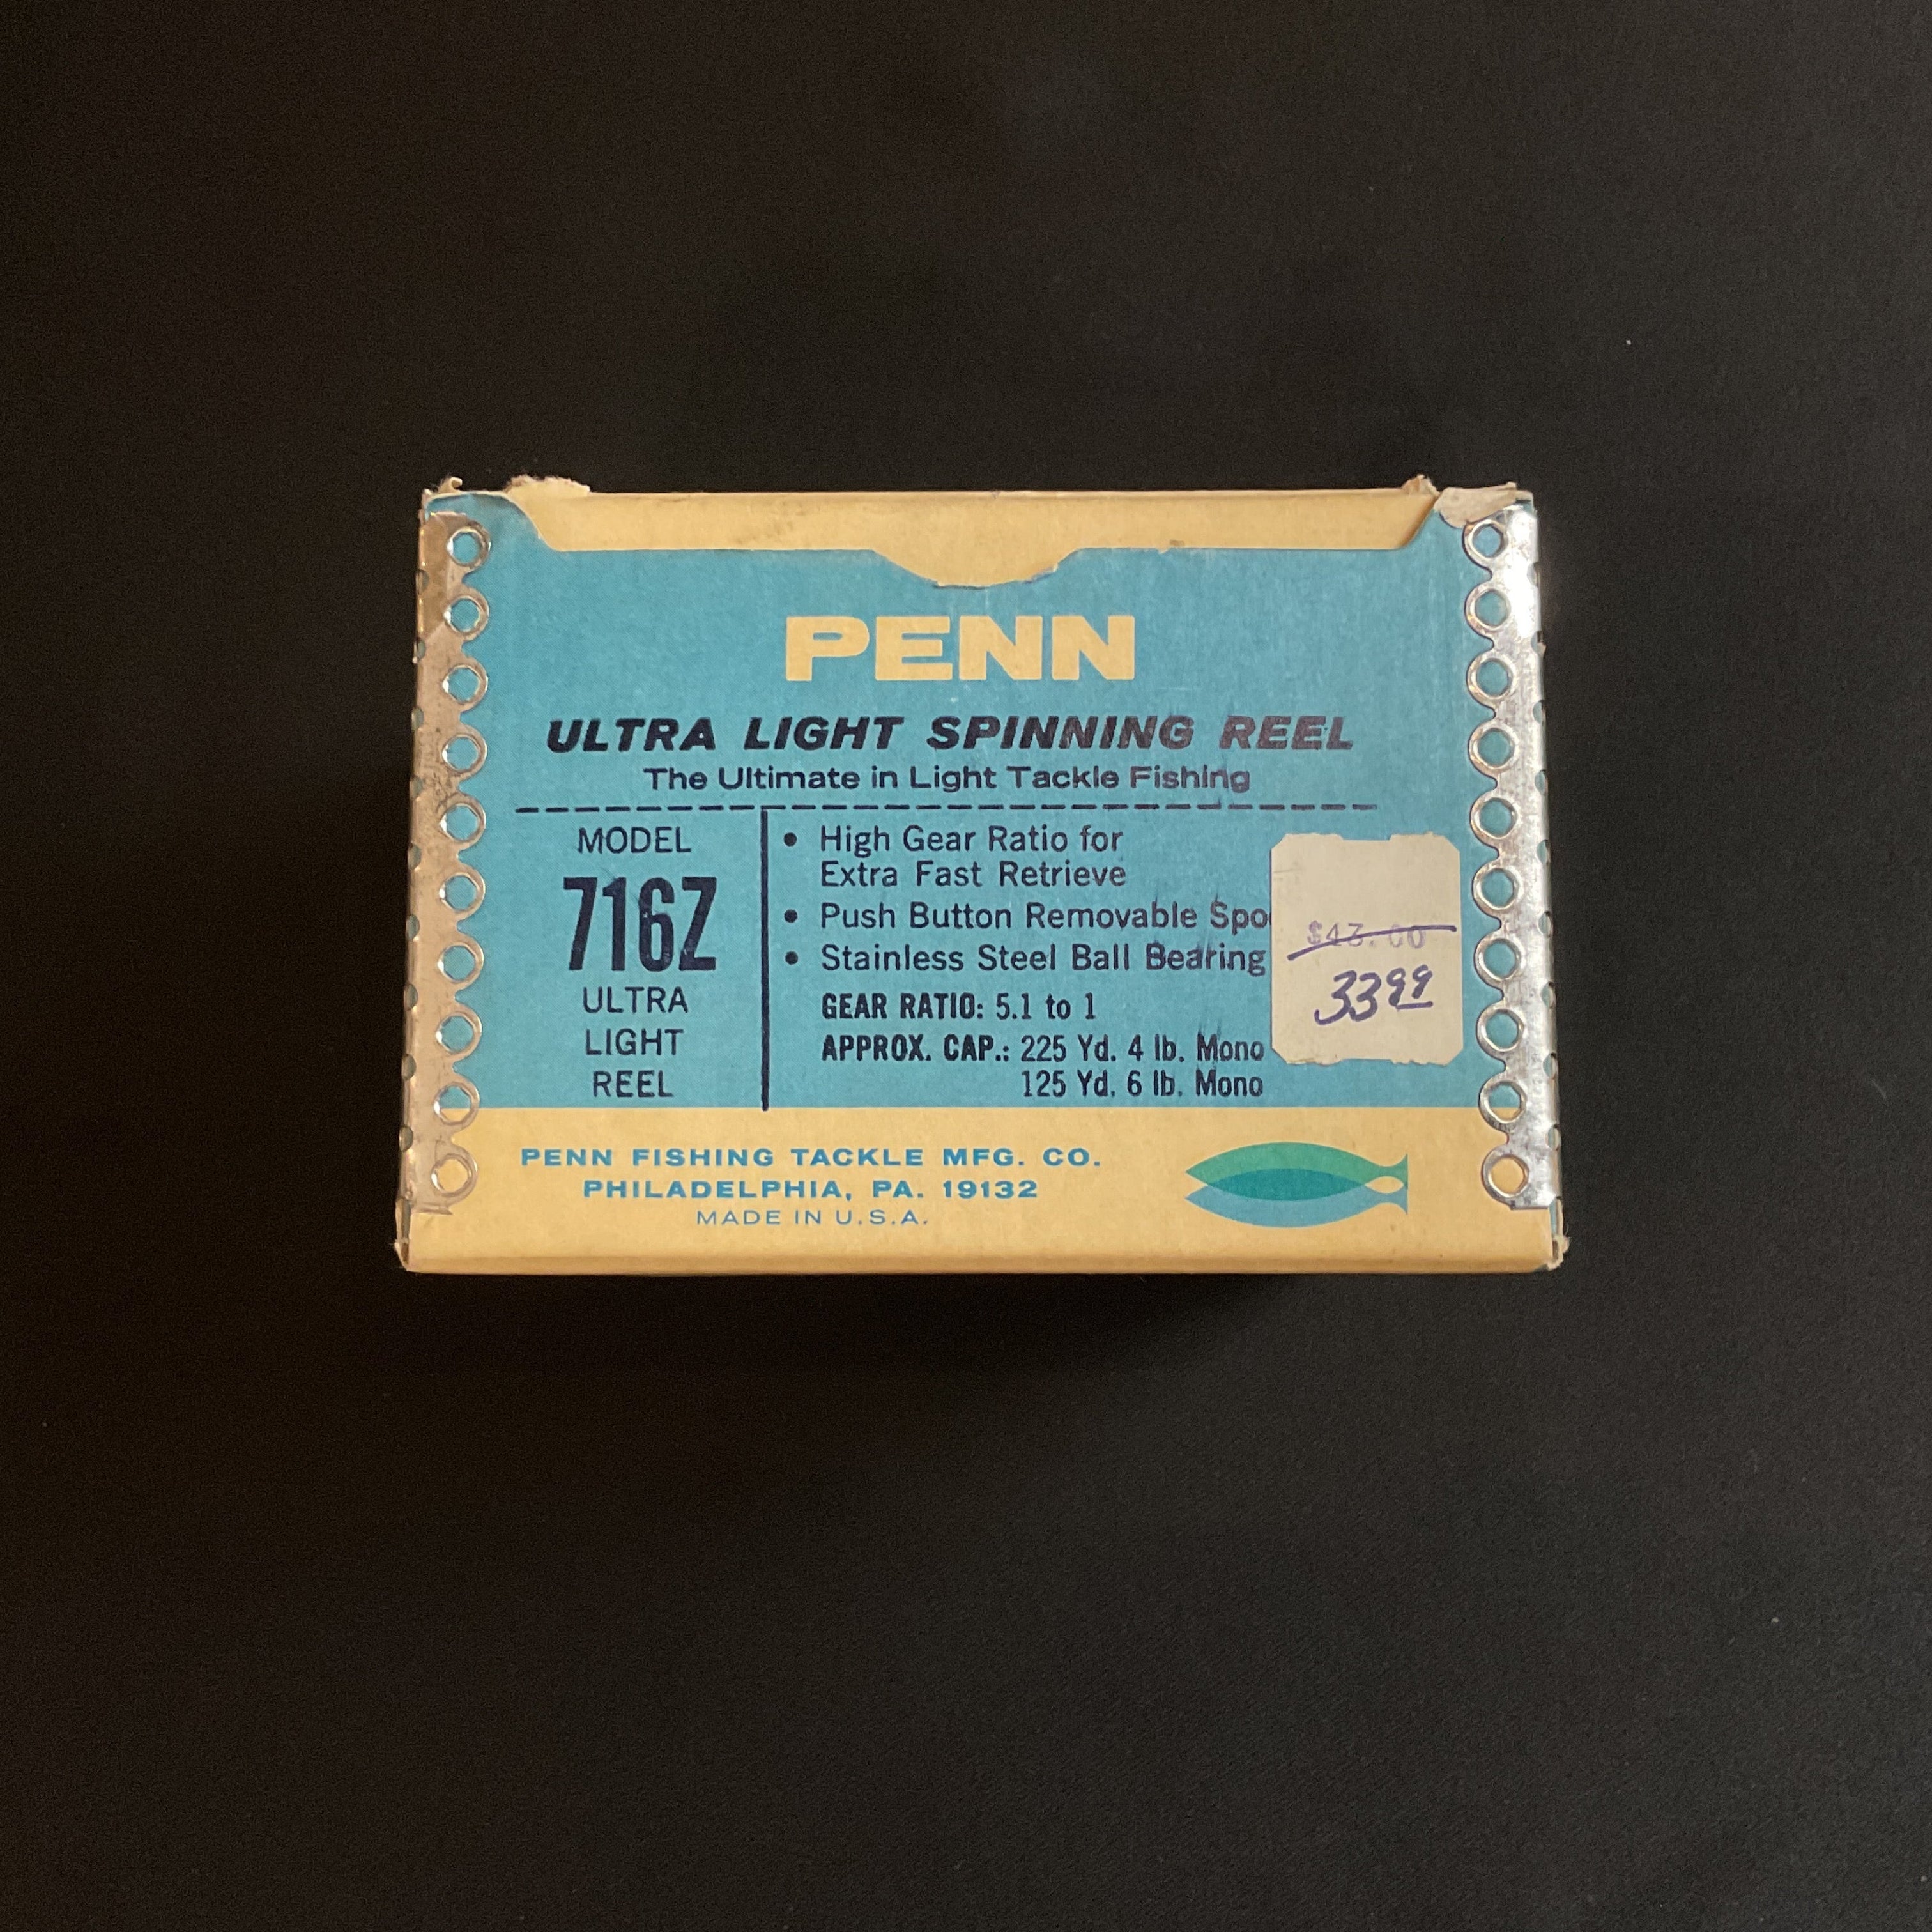 PENN
ULTRA LIGHT SPINNING REEL
The Ultimate in Light Tackle Fishing
MODEL
716Z
ULTRA
LIGHT
REEL
• High Gear Ratio for
Extra Fast Retrieve
• Push Button Removable Spo
• Stainless Steel Ball Bearing
GEAR RATIO: 5.1 to 1
APPROX. CAP.: 225 Yd. 4 lb. Mono
125 Yd. 6 lb. Mono
33⁹⁹
PENN FISHING TACKLE MFG. CO.
PHILADELPHIA, PA. 19132
MADE IN U.S.A.